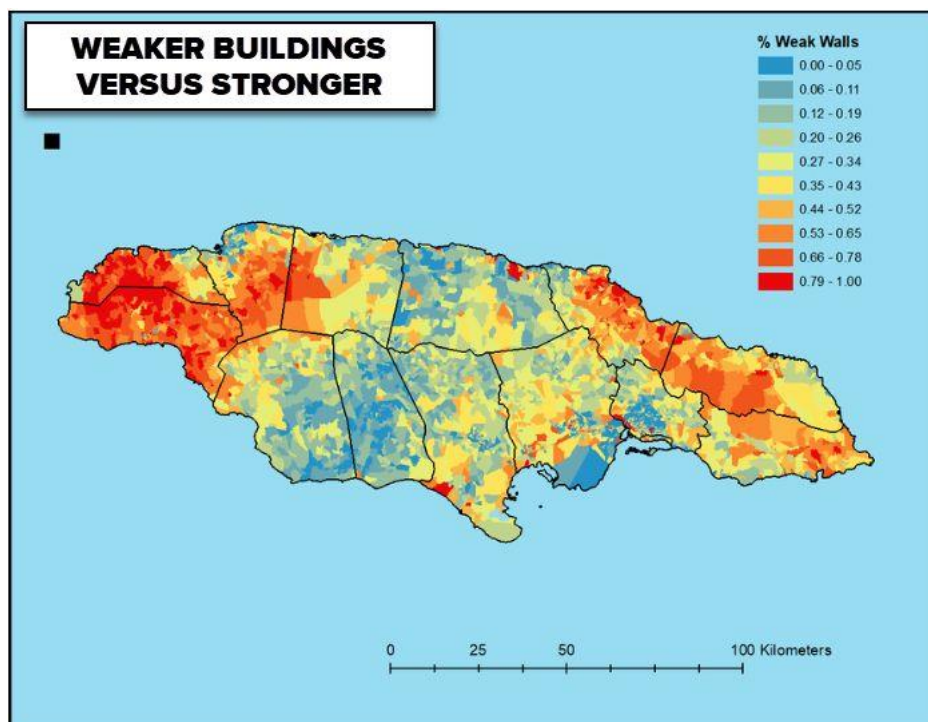 WEAKER BUILDINGS
VERSUS STRONGER
% Weak Walls
0.00 - 0.05
0.06 - 0.11
0.12 - 0.19
0.20 - 0.26
0.27 - 0.34
0.35 - 0.43
0.44 - 0.52
0.53 - 0.65
0.66 - 0.78
0.79 - 1.00
0 25 50 100 Kilometers